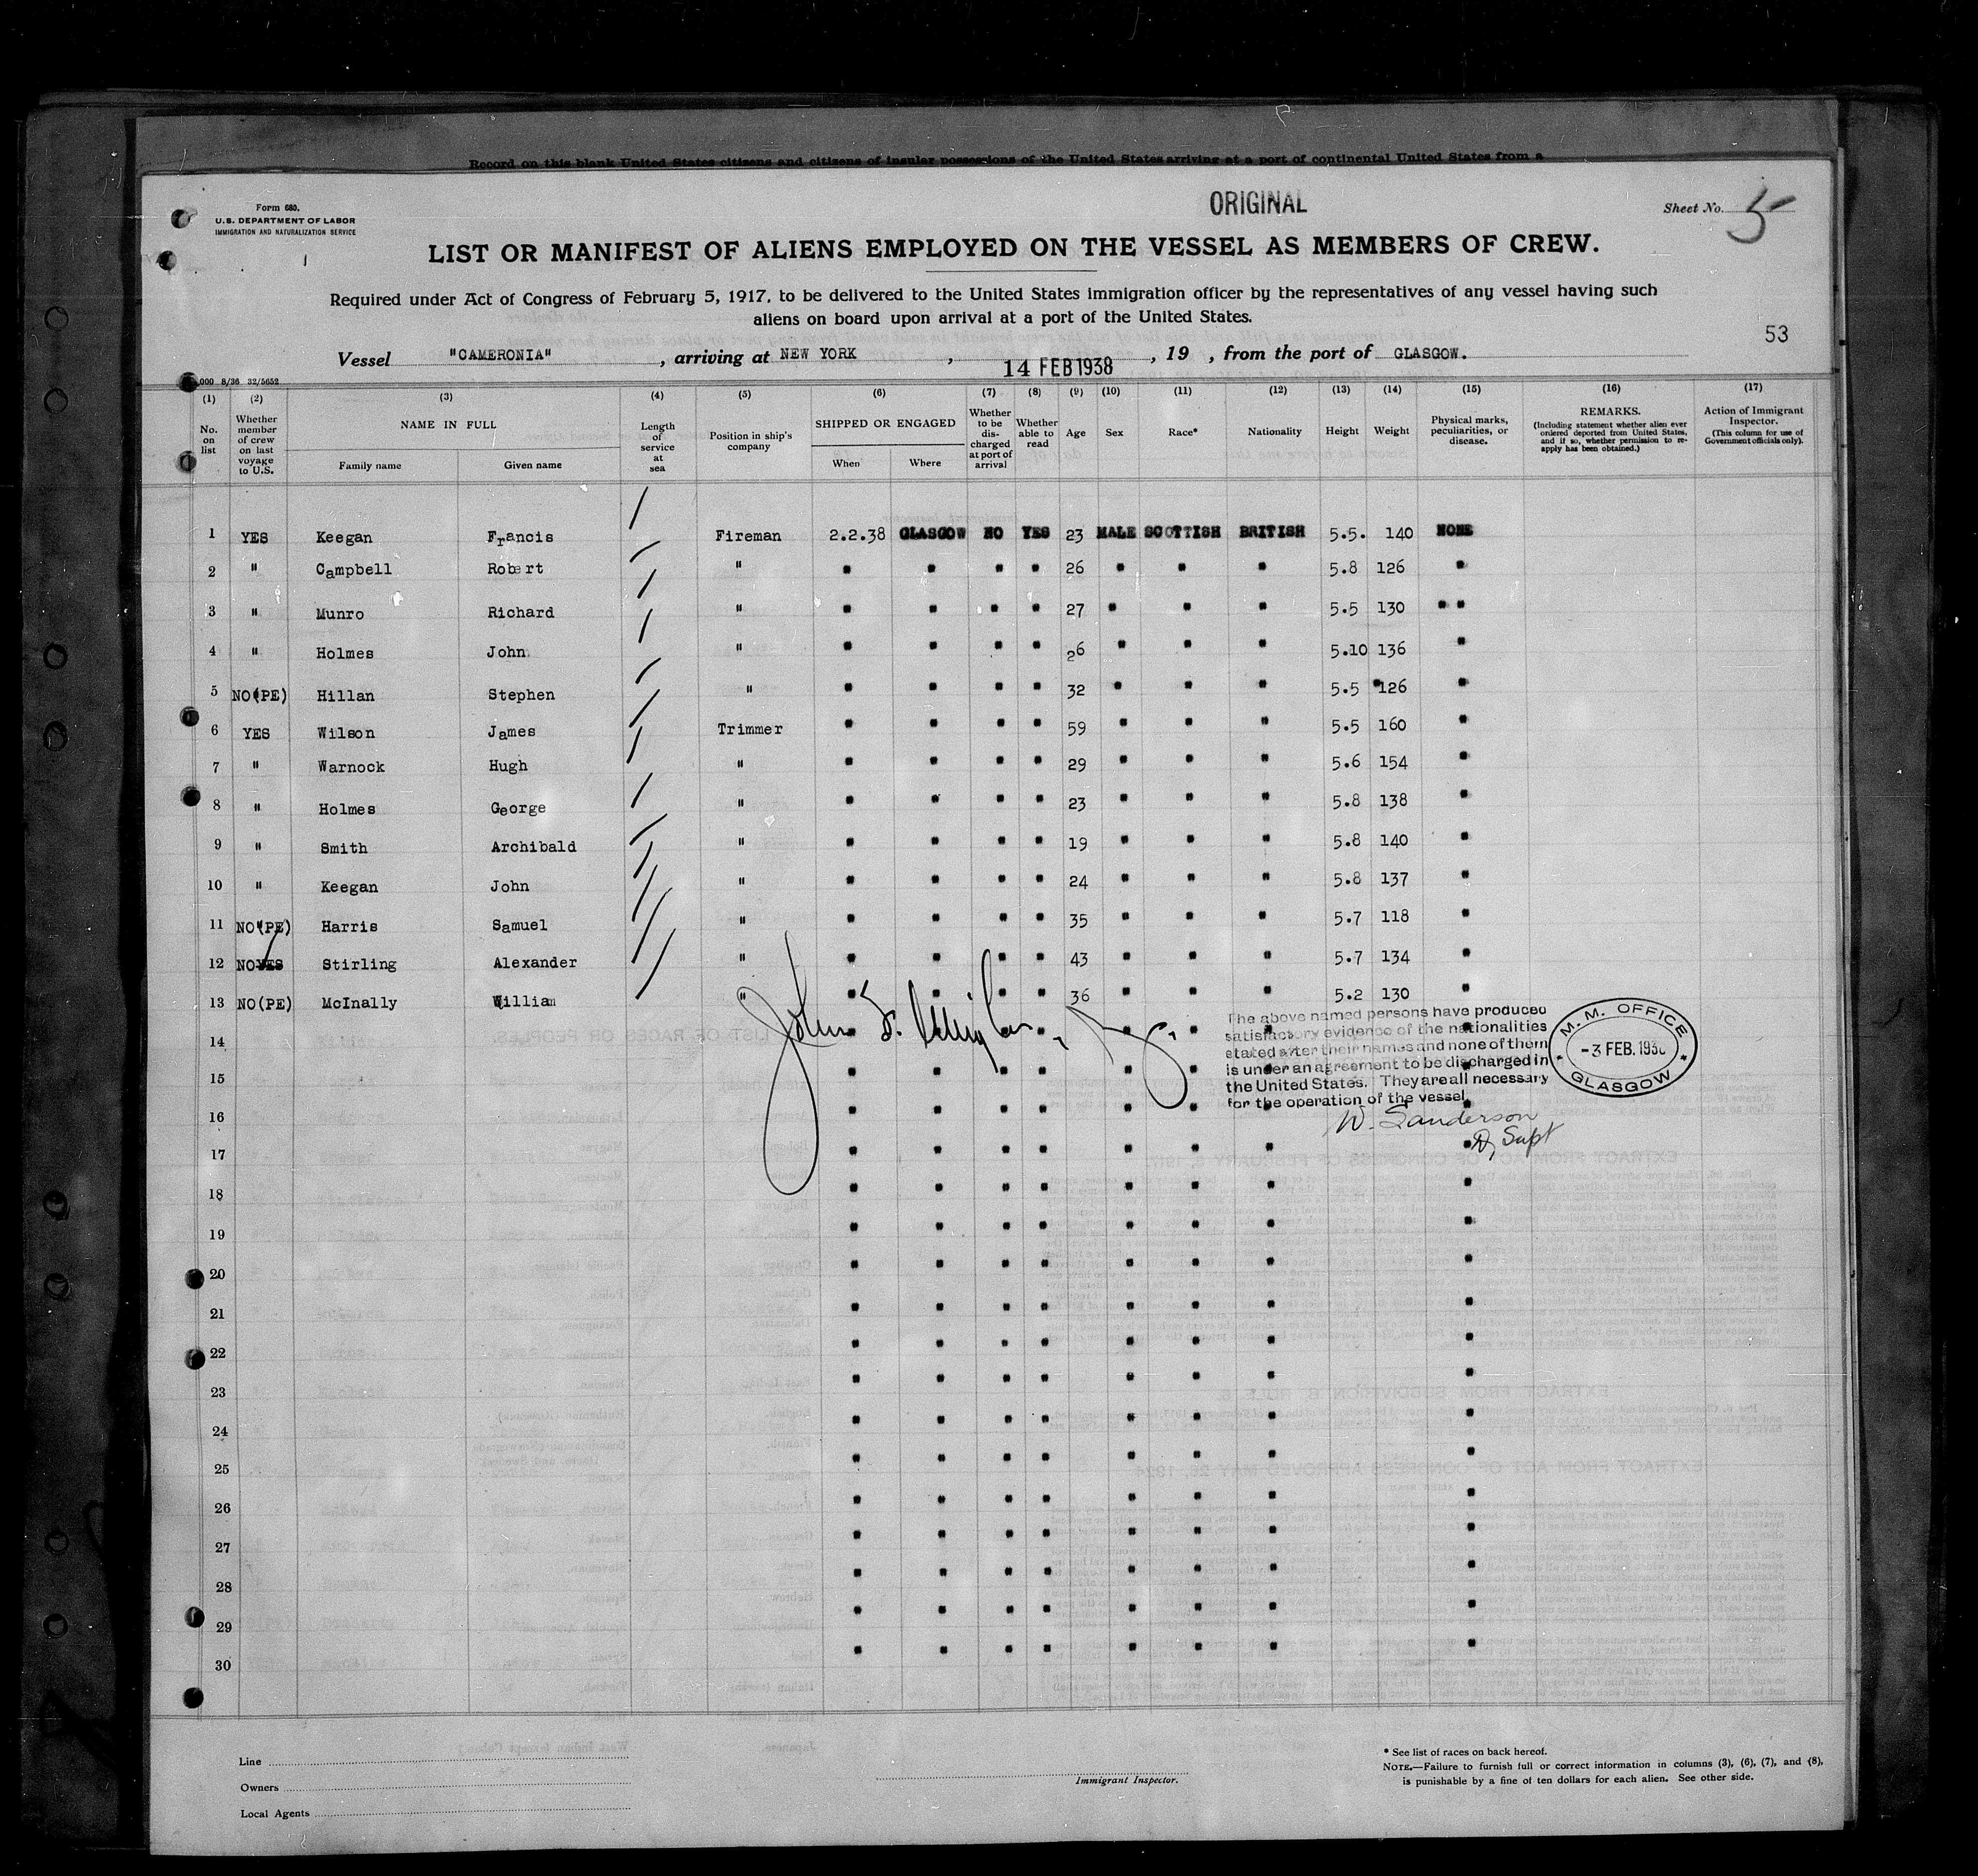 Record on this blank United States citizens and citizens of insular possessions of the United States arriving at a port of continental United States from a
ORIGINAL
Form 680.
U.S. DEPARTMENT OF LABOR
IMMIGRATION AND NATURALIZATION SERVICE
Sheet No. 5
LIST OR MANIFEST OF ALIENS EMPLOYED ON THE VESSEL AS MEMBERS OF CREW.
Required under Act of Congress of February 5, 1917, to be delivered to the United States immigration officer by the representatives of any vessel having such
aliens on board upon arrival at a port of the United States.
53
Vessel "CAMERONIA", arriving at NEW YORK, 14 FEB 1938, 19 , from the port of GLASGOW.
000 8/36 32/5652
(1) (2) (3) (4) (5) (6) (7) (8) (9) (10) (11) (12) (13) (14) (15) (16) (17)
No. on list
Whether member of crew on last voyage to U.S.
NAME IN FULL
Family name Given name
Length of service at sea
Position in ship's company
SHIPPED OR ENGAGED
When Where
Whether to be discharged at port of arrival
Whether able to read
Age
Sex
Race*
Nationality
Height
Weight
Physical marks, peculiarities, or disease.
REMARKS.
(Including statement whether alien ever ordered deported from United States, and if so, whether permission to re-apply has been obtained.)
Action of Immigrant Inspector.
(This column for use of Government officials only).
1 YES Keegan Francis / Fireman 2.2.38 GLASGOW NO YES 23 MALE SCOTTISH BRITISH 5.5. 140 NONE
2 " Campbell Robert / " " " " " 26 " " " 5.8 126 "
3 " Munro Richard / " " " " " 27 " " " 5.5 130 " "
4 " Holmes John / " " " " " 26 " " " 5.10 136 "
5 NO(PE) Hillan Stephen / " " " " " 32 " " " 5.5 "126 "
6 YES Wilson James / Trimmer " " " " 59 " " " 5.5 160 "
7 " Warnock Hugh / " " " " " 29 " " " 5.6 154 "
8 " Holmes George / " " " " " 23 " " " 5.8 138 "
9 " Smith Archibald / " " " " " 19 " " " 5.8 140 "
10 " Keegan John / " " " " " 24 " " " 5.8 137 "
11 NO(PE) Harris Samuel / " " " " " 35 " " " 5.7 118 "
12 NO YES Stirling Alexander / " " " " " 43 " " " 5.7 134 "
13 NO(PE) McInally William / " " " " " 36 " " " 5.2 130 "
14 " " " " " " " "
15 " " " " " " " "
16 " " " " " " " "
17 " " " " " " " "
18 " " " " " " " "
19 " " " " " " " "
20 " " " " " " " "
21 " " " " " " " "
22 " " " " " " " "
23 " " " " " " " "
24 " " " " " " " "
25 " " " " " " " "
26 " " " " " " " "
27 " " " " " " " "
28 " " " " " " " "
29 " " " " " " " "
30 " " " " " " " "
John
The above named persons have produced
satisfactory evidence of the nationalities
stated after their names and none of them
is under an agreement to be discharged in
the United States. They are all necessary
for the operation of the vessel
W. Sanderson
D, Supt
M. M. OFFICE
-3 FEB. 193
GLASGOW
Line
Owners
Local Agents
Immigrant Inspector.
* See list of races on back hereof.
NOTE.—Failure to furnish full or correct information in columns (3), (6), (7), and (8),
is punishable by a fine of ten dollars for each alien. See other side.